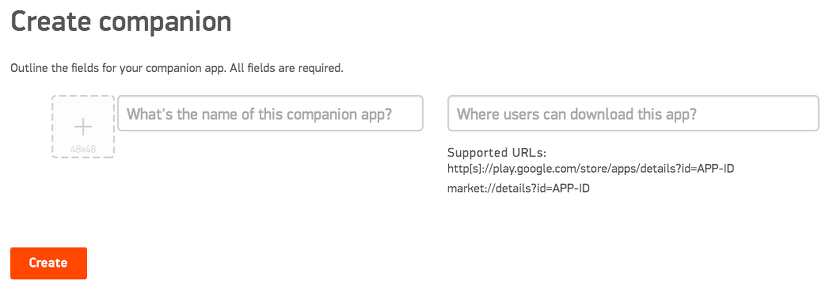 Create companion
Outline the fields for your companion app. All fields are required.
48x48
What's the name of this companion app?
Where users can download this app?
Supported URLs:
http[s]://play.google.com/store/apps/details?id=APP-ID
market://details?id=APP-ID
Create